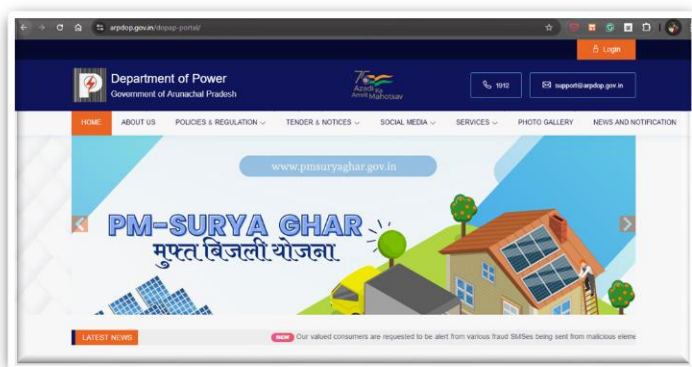 arpdop.gov.in/dopap-portal/
Login
Department of Power
Government of Arunachal Pradesh
Azadi Ka
Amrit Mahotsav
1912
support@arpdop.gov.in
HOME
ABOUT US
POLICIES & REGULATION
TENDER & NOTICES
SOCIAL MEDIA
SERVICES
PHOTO GALLERY
NEWS AND NOTIFICATION
www.pmsuryaghar.gov.in
PM-SURYA GHAR
मुफ्त बिजली योजना
LATEST NEWS
NEW Our valued consumers are requested to be alert from various fraud SMSes being sent from malicious eleme